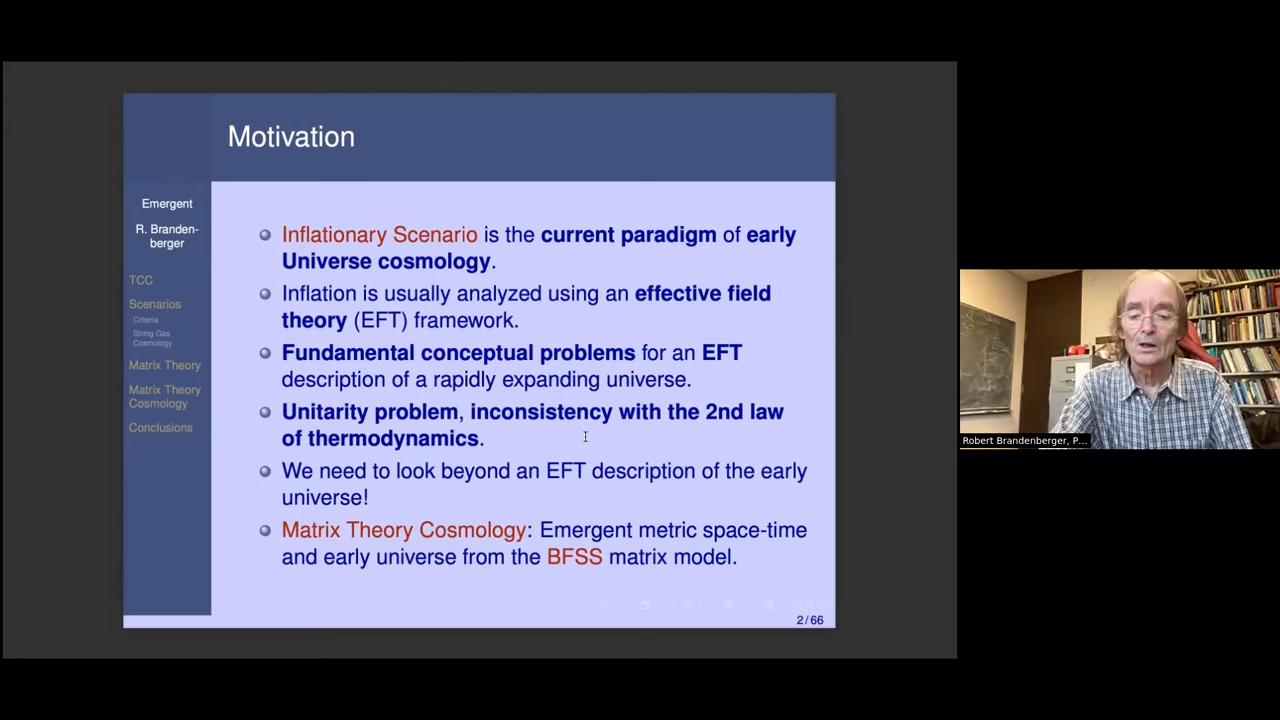 Motivation
Emergent
R. Branden-
berger
TCC
Scenarios
Criteria
String Gas
Cosmology
Matrix Theory
Matrix Theory
Cosmology
Conclusions
Inflationary Scenario is the current paradigm of early
Universe cosmology.
Inflation is usually analyzed using an effective field
theory (EFT) framework.
Fundamental conceptual problems for an EFT
description of a rapidly expanding universe.
Unitarity problem, inconsistency with the 2nd law
of thermodynamics.
We need to look beyond an EFT description of the early
universe!
Matrix Theory Cosmology: Emergent metric space-time
and early universe from the BFSS matrix model.
2/66
Robert Brandenberger, P...